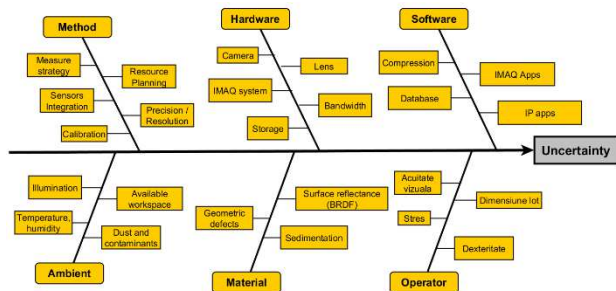 Method
Hardware
Software
Measure
strategy
Resource
Planning
Sensors
Integration
Precision /
Resolution
Calibration
Camera
Lens
IMAQ system
Bandwidth
Storage
Compression
IMAQ Apps
Database
IP apps
Uncertainty
Illumination
Available
workspace
Temperature,
humidity
Dust and
contaminants
Ambient
Surface reflectance
(BRDF)
Geometric
defects
Sedimentation
Material
Acuitate
vizuala
Dimensiune lot
Stres
Dexteritate
Operator